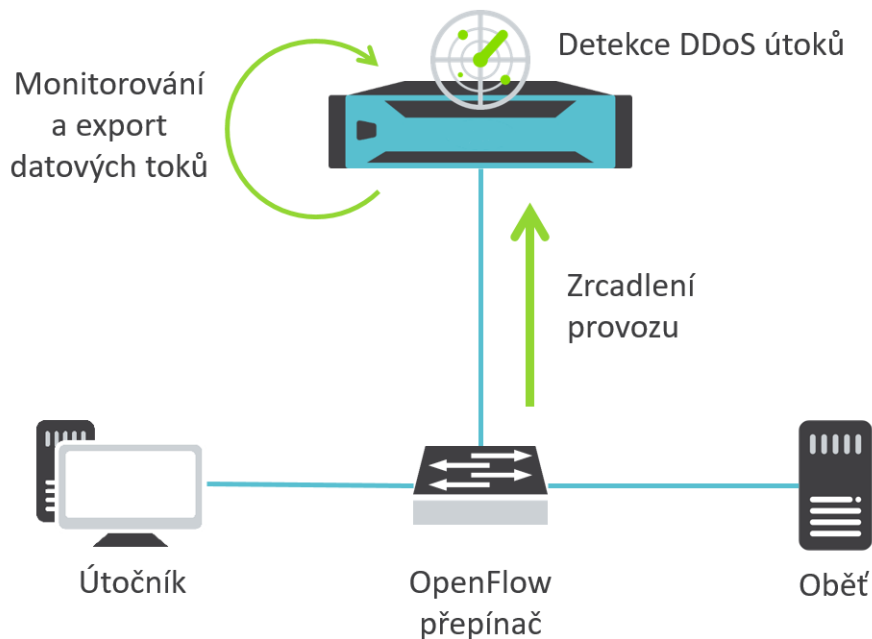 Detekce DDoS útoků
Monitorování
a export
datových toků
Zrcadlení
provozu
Útočník
OpenFlow
přepínač
Oběť